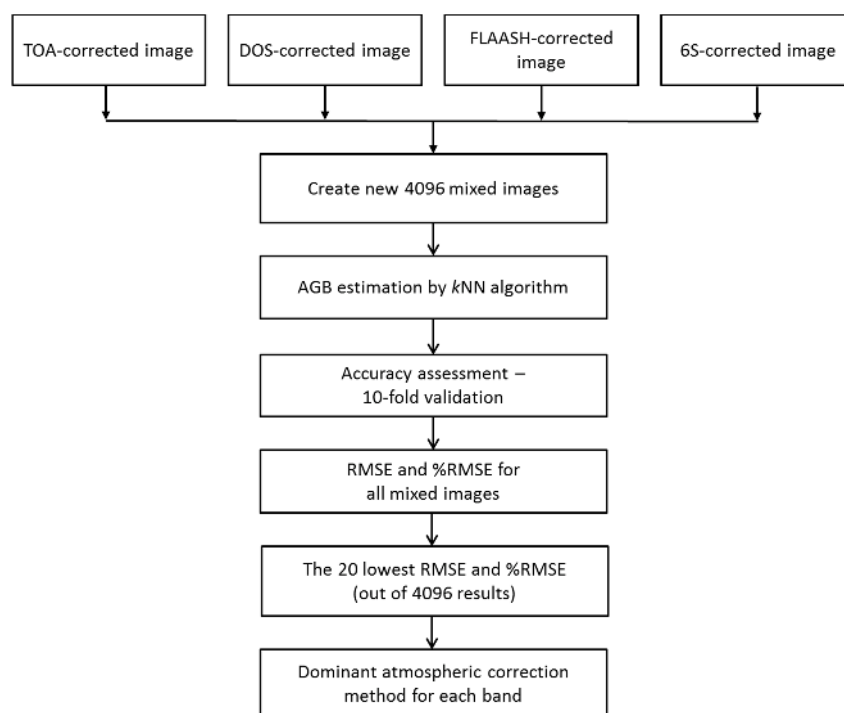 TOA-corrected image
DOS-corrected image
FLAASH-corrected
image
6S-corrected image
Create new 4096 mixed images
AGB estimation by kNN algorithm
Accuracy assessment –
10-fold validation
RMSE and %RMSE for
all mixed images
The 20 lowest RMSE and %RMSE
(out of 4096 results)
Dominant atmospheric correction
method for each band